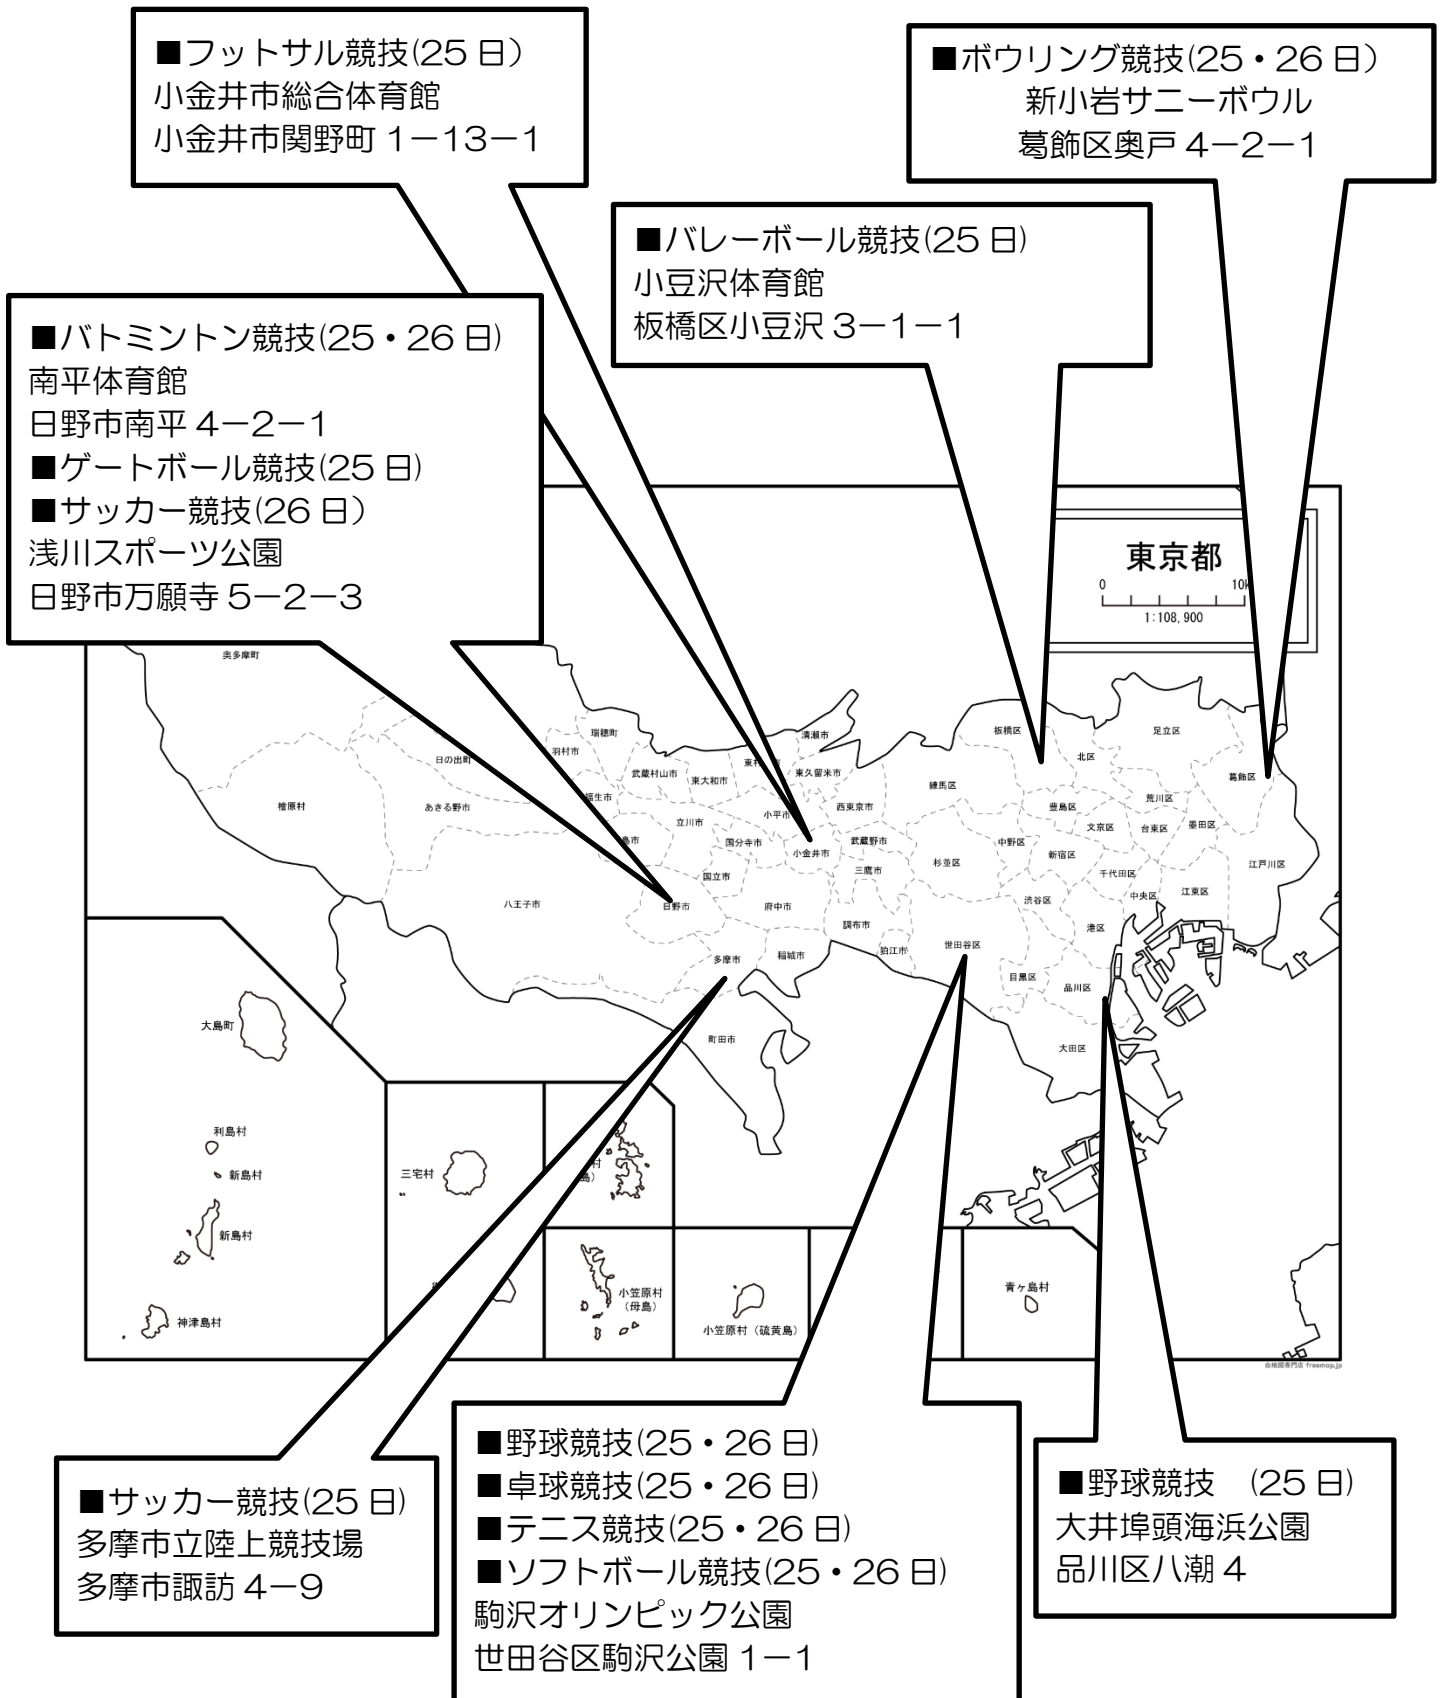 ■フットサル競技(25日)
小金井市総合体育館
小金井市関野町1−13−1
■ボウリング競技(25・26日)
新小岩サニーボウル
葛飾区奥戸4−2−1
■バレーボール競技(25日)
小豆沢体育館
板橋区小豆沢3−1−1
■バトミントン競技(25・26日)
南平体育館
日野市南平4−2−1
■ゲートボール競技(25日)
■サッカー競技(26日)
浅川スポーツ公園
日野市万願寺5−2−3
東京都
0 10k
1:108,900
奥多摩町
瑞穂町
羽村市
日の出町
清瀬市
板橋区
足立区
北区
武蔵村山市
東大和市
東久留米市
練馬区
葛飾区
檜原村
あきる野市
福生市
立川市
小平市
西東京市
豊島区
荒川区
文京区
台東区
墨田区
国分寺市
小金井市
武蔵野市
中野区
新宿区
杉並区
三鷹市
千代田区
江戸川区
国立市
渋谷区
中央区
江東区
八王子市
日野市
府中市
調布市
港区
狛江市
世田谷区
多摩市
稲城市
目黒区
品川区
大島町
町田市
大田区
利島村
新島村
三宅村
新島村
神津島村
小笠原村
(母島)
小笠原村(硫黄島)
青ヶ島村
白地図専門店 freemap.jp
■サッカー競技(25日)
多摩市立陸上競技場
多摩市諏訪4−9
■野球競技(25・26日)
■卓球競技(25・26日)
■テニス競技(25・26日)
■ソフトボール競技(25・26日)
駒沢オリンピック公園
世田谷区駒沢公園1−1
■野球競技 (25日)
大井埠頭海浜公園
品川区八潮4